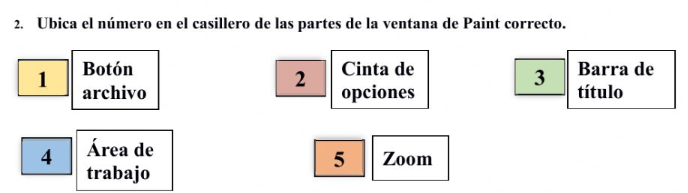 2. Ubica el número en el casillero de las partes de la ventana de Paint correcto.
1 Botón archivo
2 Cinta de opciones
3 Barra de título
4 Área de trabajo
5 Zoom